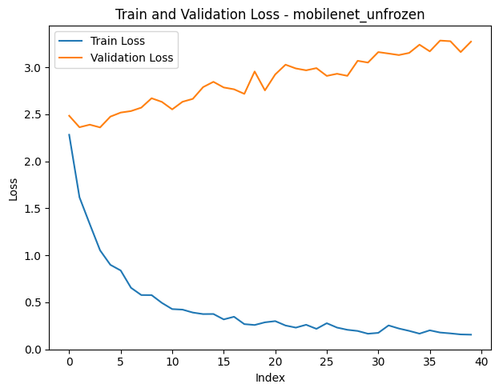 Train and Validation Loss - mobilenet_unfrozen
Train Loss
Validation Loss
3.0
2.5
2.0
1.5
1.0
0.5
0.0
Loss
0 5 10 15 20 25 30 35 40
Index